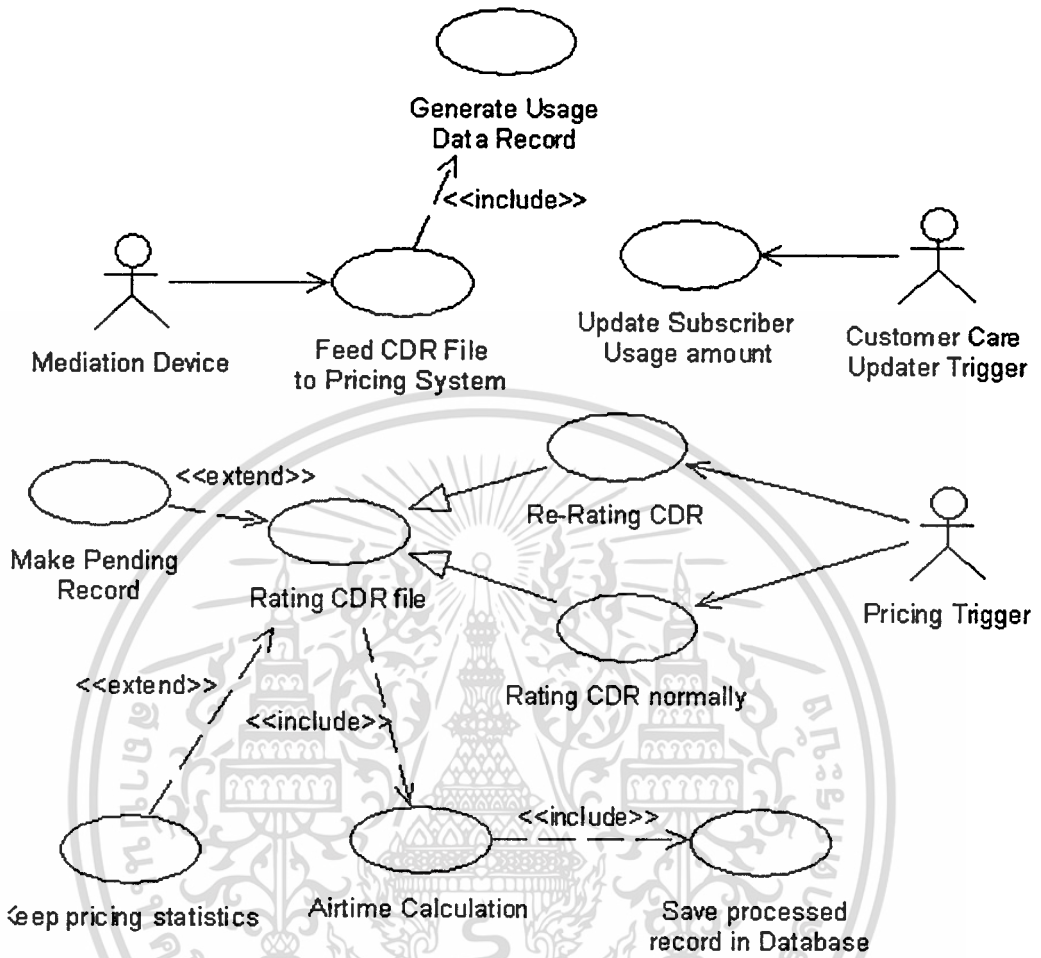 Generate Usage
Data Record
<<include>>
Mediation Device
Feed CDR File
to Pricing System
Update Subscriber
Usage amount
Customer Care
Updater Trigger
<<extend>>
Make Pending
Record
Rating CDR file
Re-Rating CDR
Rating CDR normally
Pricing Trigger
<<extend>>
<<include>>
Keep pricing statistics
Airtime Calculation
<<include>>
Save processed
record in Database